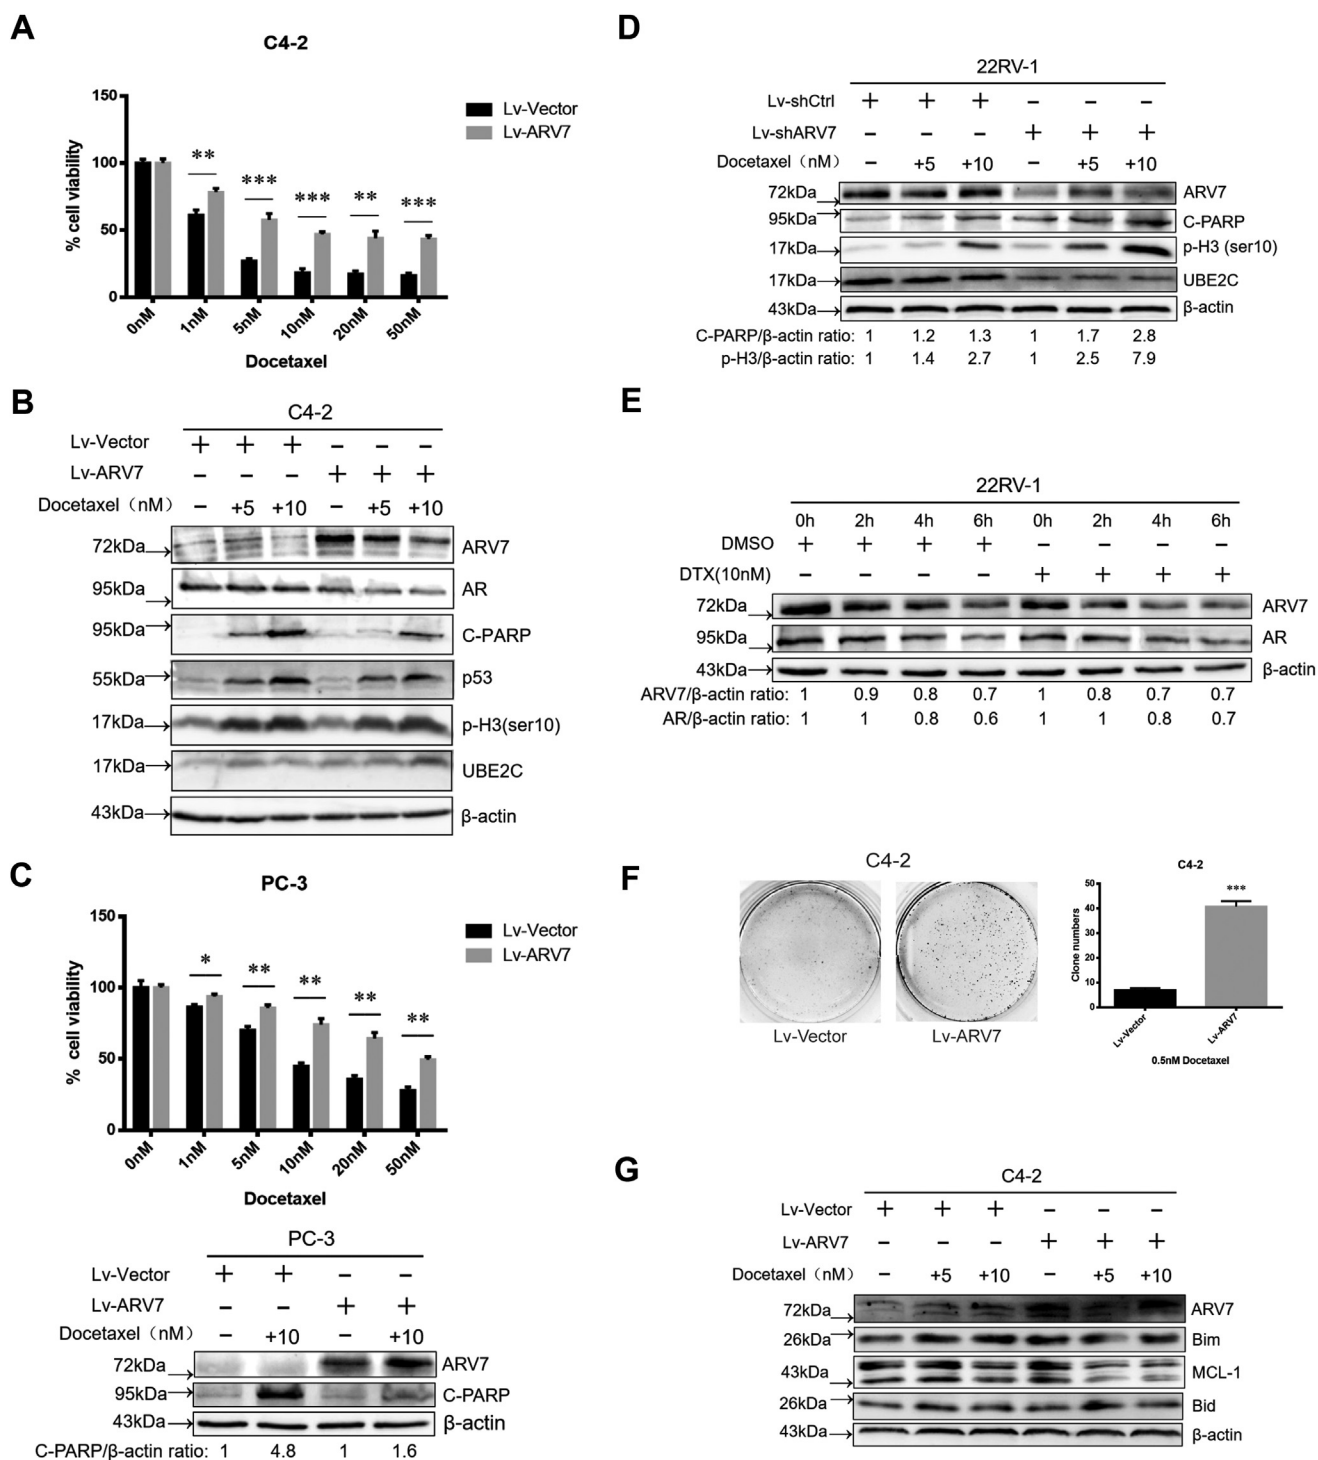 A
C4-2
150
100
50
0
% cell viability
** *** *** ** ***
Lv-Vector
Lv-ARV7
0nM 1nM 5nM 10nM 20nM 50nM
Docetaxel
B
C4-2
Lv-Vector + + + – – –
Lv-ARV7 – – – + + +
Docetaxel（nM） – +5 +10 – +5 +10
72kDa ARV7
95kDa AR
95kDa C-PARP
55kDa p53
17kDa p-H3(ser10)
17kDa UBE2C
43kDa β-actin
C
PC-3
150
100
50
0
% cell viability
* ** ** ** **
Lv-Vector
Lv-ARV7
0nM 1nM 5nM 10nM 20nM 50nM
Docetaxel
PC-3
Lv-Vector + + – –
Lv-ARV7 – – + +
Docetaxel（nM） – +10 – +10
72kDa ARV7
95kDa C-PARP
43kDa β-actin
C-PARP/β-actin ratio: 1 4.8 1 1.6
D
22RV-1
Lv-shCtrl + + + – – –
Lv-shARV7 – – – + + +
Docetaxel（nM） – +5 +10 – +5 +10
72kDa ARV7
95kDa C-PARP
17kDa p-H3 (ser10)
17kDa UBE2C
43kDa β-actin
C-PARP/β-actin ratio: 1 1.2 1.3 1 1.7 2.8
p-H3/β-actin ratio: 1 1.4 2.7 1 2.5 7.9
E
22RV-1
0h 2h 4h 6h 0h 2h 4h 6h
DMSO + + + + – – – –
DTX(10nM) – – – – + + + +
72kDa ARV7
95kDa AR
43kDa β-actin
ARV7/β-actin ratio: 1 0.9 0.8 0.7 1 0.8 0.7 0.7
AR/β-actin ratio: 1 1 0.8 0.6 1 1 0.8 0.7
F
C4-2
Lv-Vector Lv-ARV7
C4-2
50
40
30
20
10
0
Clone numbers
***
Lv-Vector Lv-ARV7
0.5nM Docetaxel
G
C4-2
Lv-Vector + + + – – –
Lv-ARV7 – – – + + +
Docetaxel（nM） – +5 +10 – +5 +10
72kDa ARV7
26kDa Bim
43kDa MCL-1
26kDa Bid
43kDa β-actin